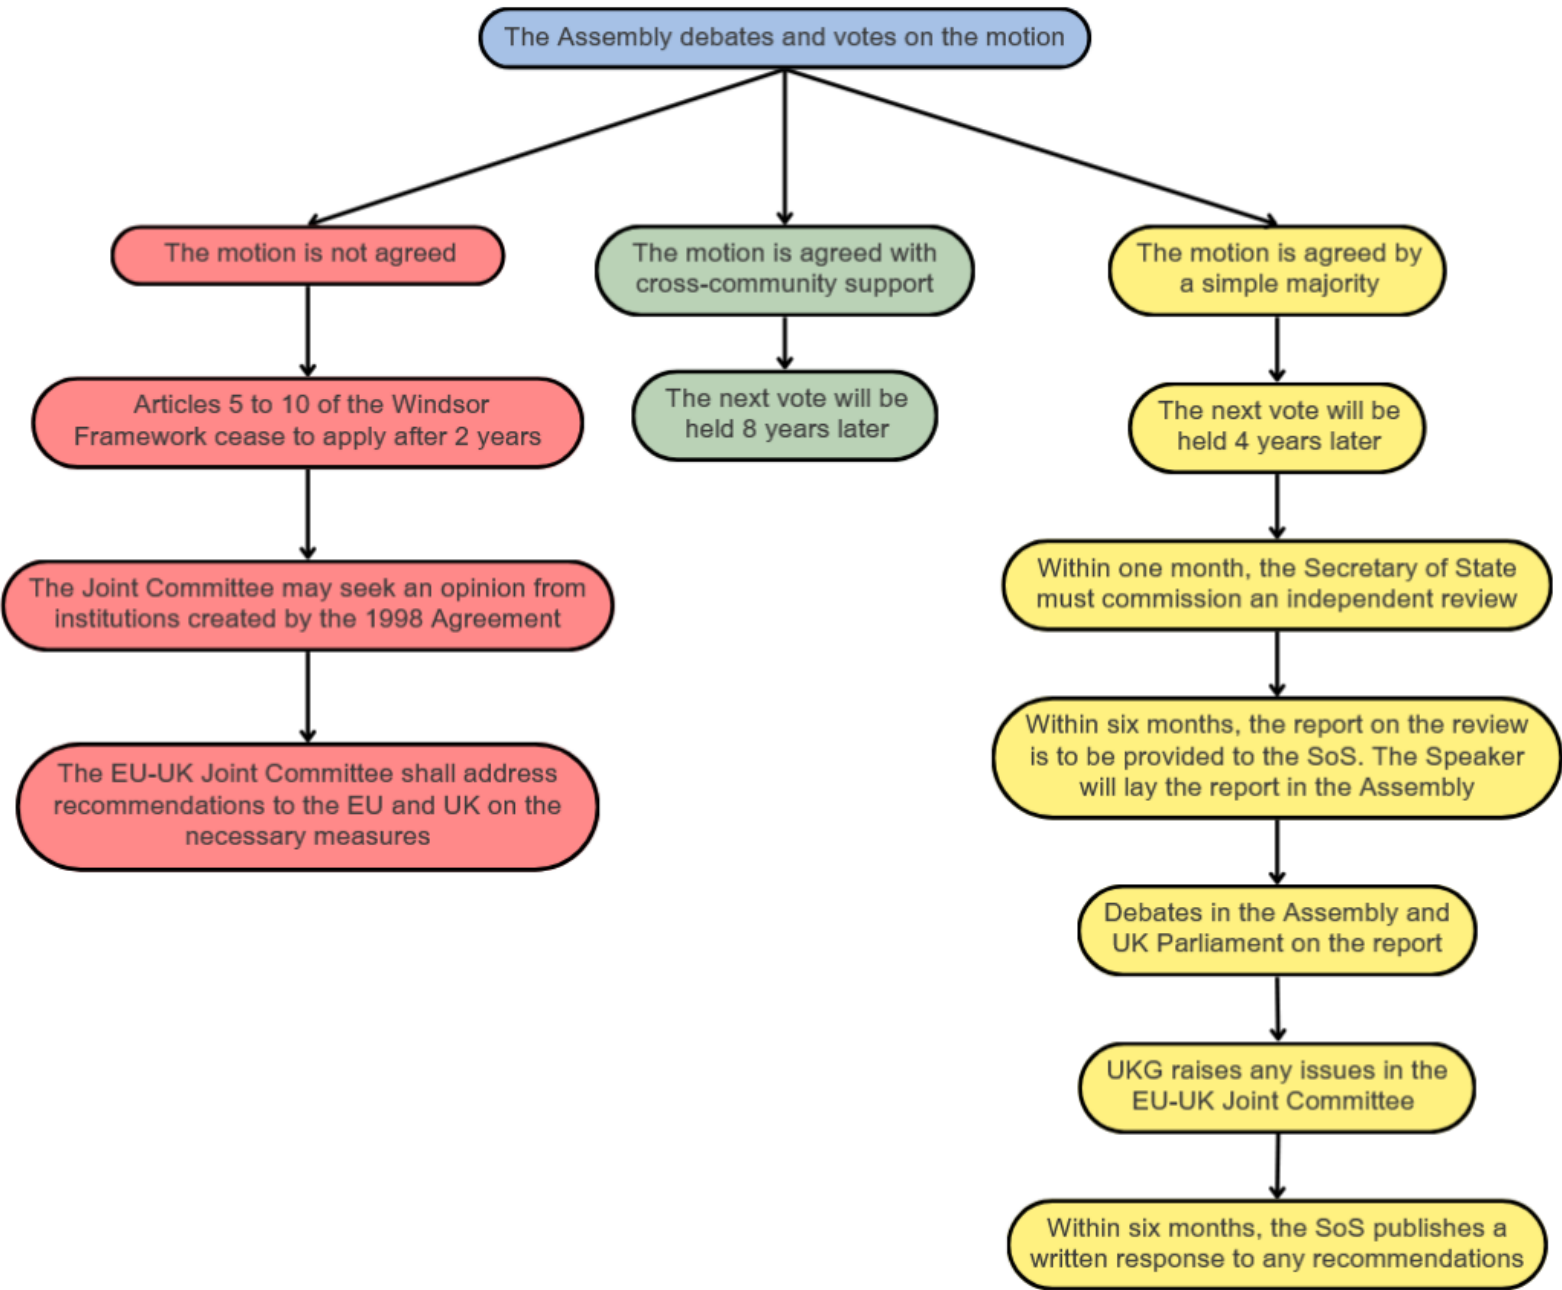 The Assembly debates and votes on the motion
The motion is not agreed
Articles 5 to 10 of the Windsor
Framework cease to apply after 2 years
The Joint Committee may seek an opinion from
institutions created by the 1998 Agreement
The EU-UK Joint Committee shall address
recommendations to the EU and UK on the
necessary measures
The motion is agreed with
cross-community support
The next vote will be
held 8 years later
The motion is agreed by
a simple majority
The next vote will be
held 4 years later
Within one month, the Secretary of State
must commission an independent review
Within six months, the report on the review
is to be provided to the SoS. The Speaker
will lay the report in the Assembly
Debates in the Assembly and
UK Parliament on the report
UKG raises any issues in the
EU-UK Joint Committee
Within six months, the SoS publishes a
written response to any recommendations